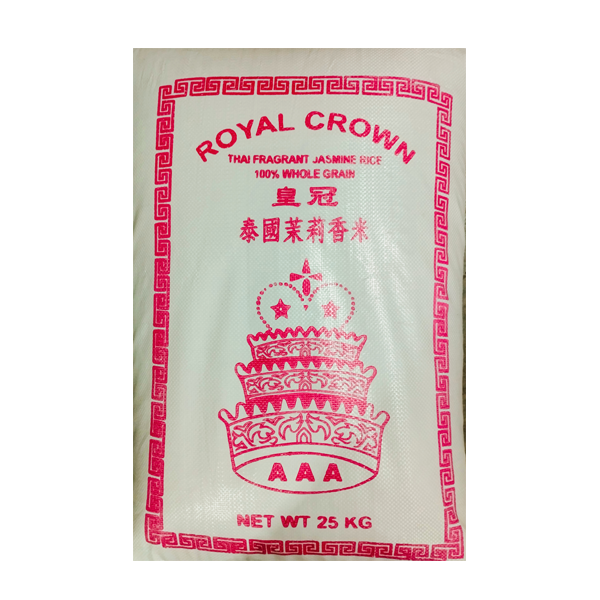 ROYAL CROWN
THAI FRAGRANT JASMINE RICE
100% WHOLE GRAIN
皇冠
泰國茉莉香米
AAA
NET WT 25 KG